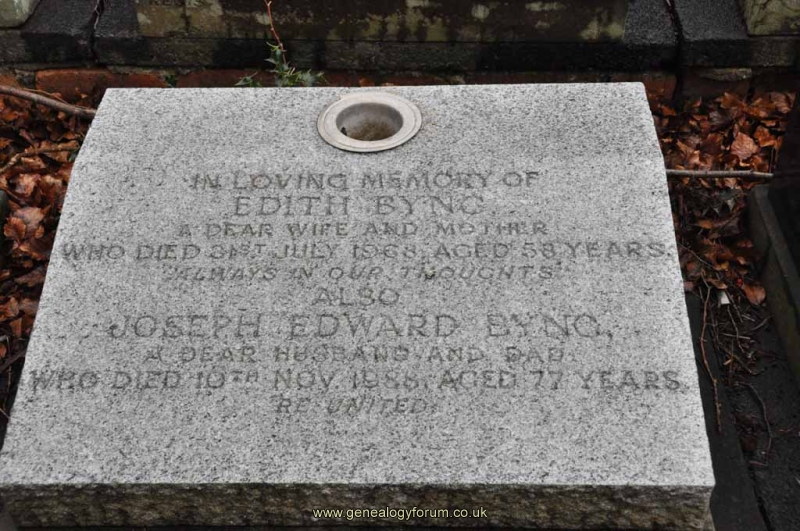 IN LOVING MEMORY OF
EDITH BYNG
A DEAR WIFE AND MOTHER
WHO DIED 31ST JULY 1968, AGED 58 YEARS.
"ALWAYS IN OUR THOUGHTS"
ALSO
JOSEPH EDWARD BYNG,
A DEAR HUSBAND AND DAD.
WHO DIED 10TH NOV. 1988, AGED 77 YEARS.
RE-UNITED.
www.genealogyforum.co.uk